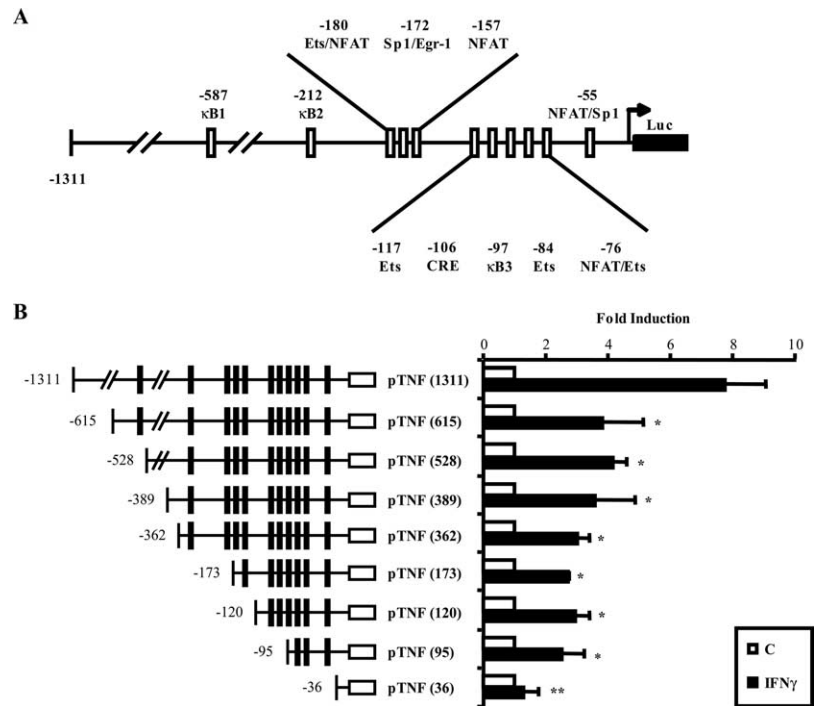 A
-180 -172 -157
Ets/NFAT Sp1/Egr-1 NFAT
-587 -212 -55
κB1 κB2 NFAT/Sp1
Luc
-1311
-117 -106 -97 -84 -76
Ets CRE κB3 Ets NFAT/Ets
B
Fold Induction
0 2 4 6 8 10
-1311 pTNF (1311)
-615 pTNF (615) *
-528 pTNF (528) *
-389 pTNF (389) *
-362 pTNF (362) *
-173 pTNF (173) *
-120 pTNF (120) *
-95 pTNF (95) *
-36 pTNF (36) **
C
IFNγ